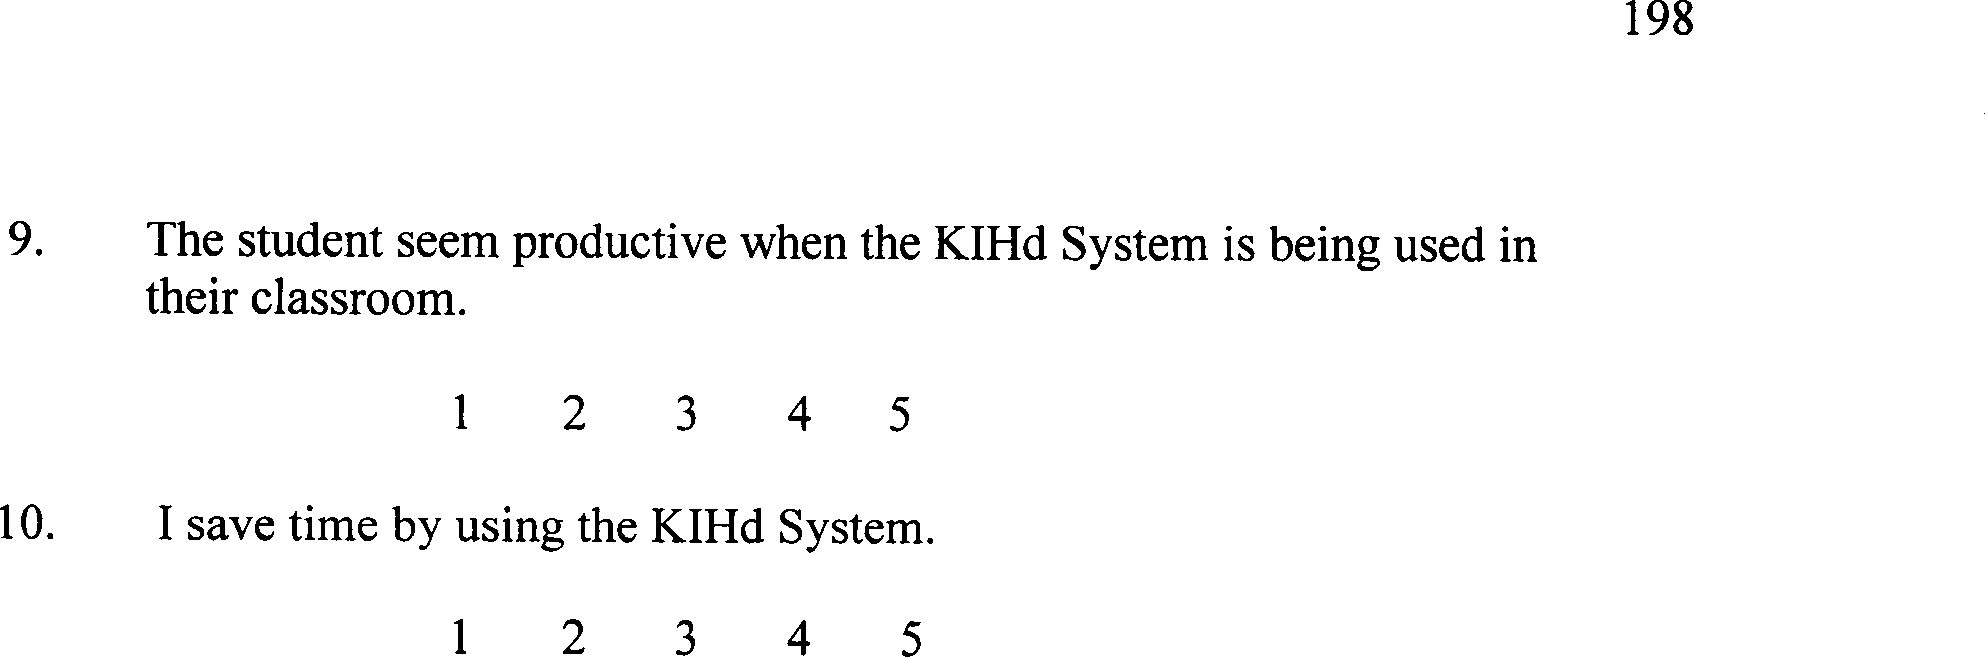 198
9. The student seem productive when the KIHd System is being used in
their classroom.
1 2 3 4 5
10. I save time by using the KIHd System.
1 2 3 4 5